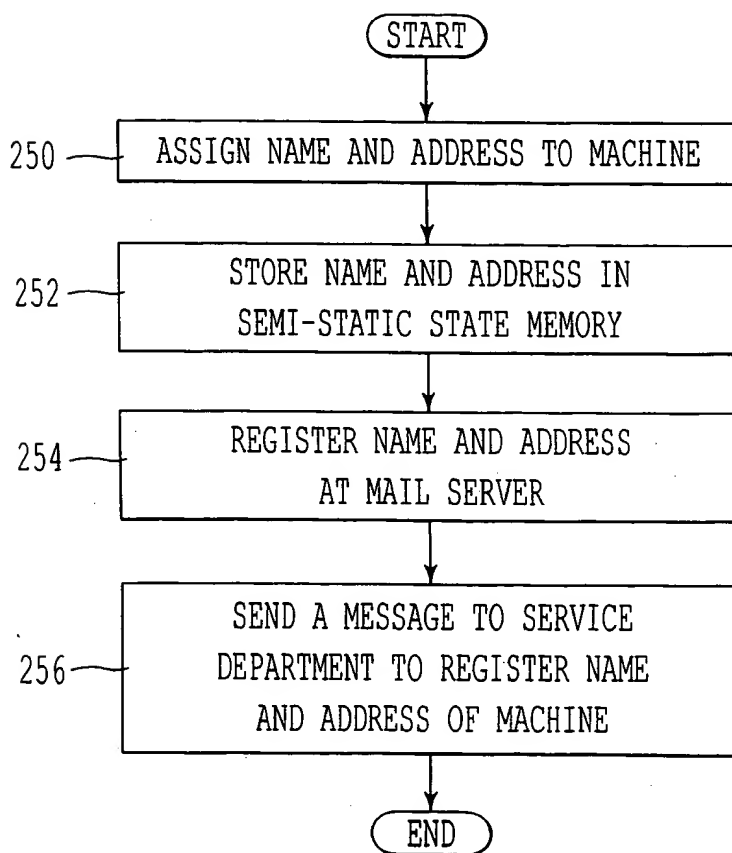 START
250
ASSIGN NAME AND ADDRESS TO MACHINE
252
STORE NAME AND ADDRESS IN
SEMI-STATIC STATE MEMORY
254
REGISTER NAME AND ADDRESS
AT MAIL SERVER
256
SEND A MESSAGE TO SERVICE
DEPARTMENT TO REGISTER NAME
AND ADDRESS OF MACHINE
END